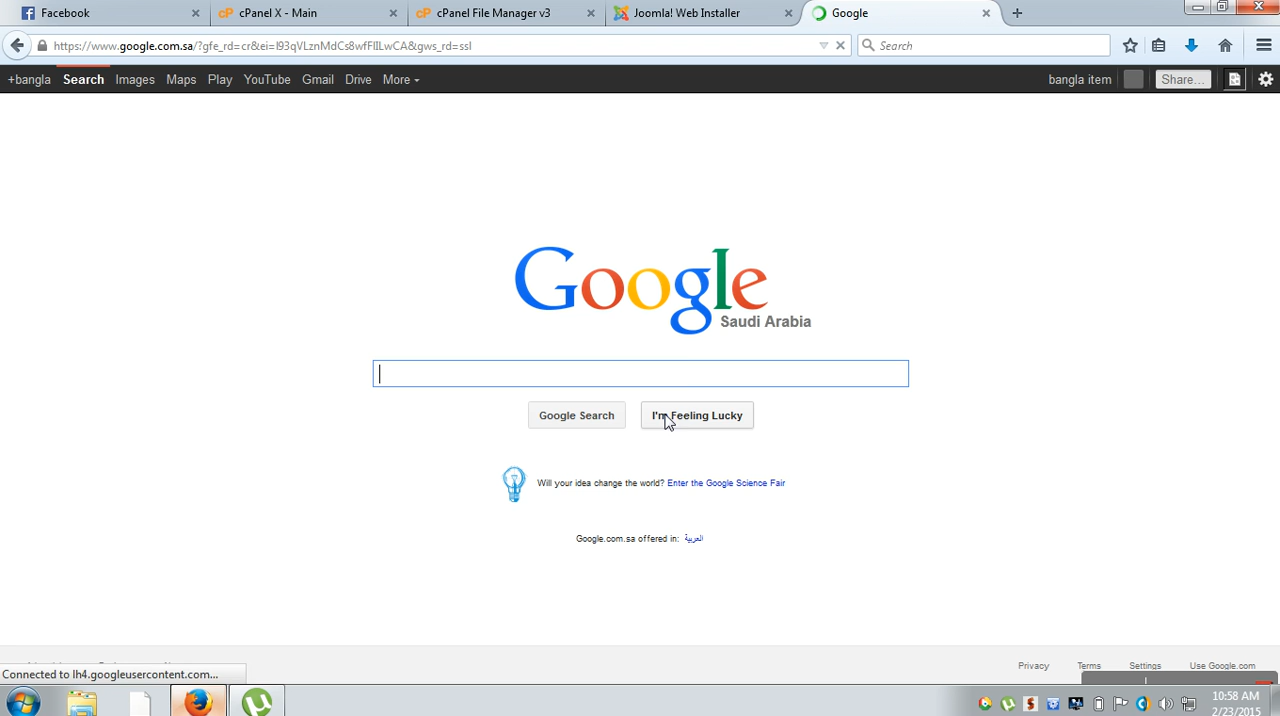 Facebook
cPanel X - Main
cPanel File Manager v3
Joomla! Web Installer
Google
https://www.google.com.sa/?gfe_rd=cr&ei=I93qVLznMdCs8wfFlILwCA&gws_rd=ssl
Search
+bangla Search Images Maps Play YouTube Gmail Drive More
bangla item Share...
Google
Saudi Arabia
Google Search I'm Feeling Lucky
Will your idea change the world? Enter the Google Science Fair
Google.com.sa offered in: العربية
Privacy Terms Settings Use Google.com
Connected to lh4.googleusercontent.com...
10:58 AM
2/23/2015